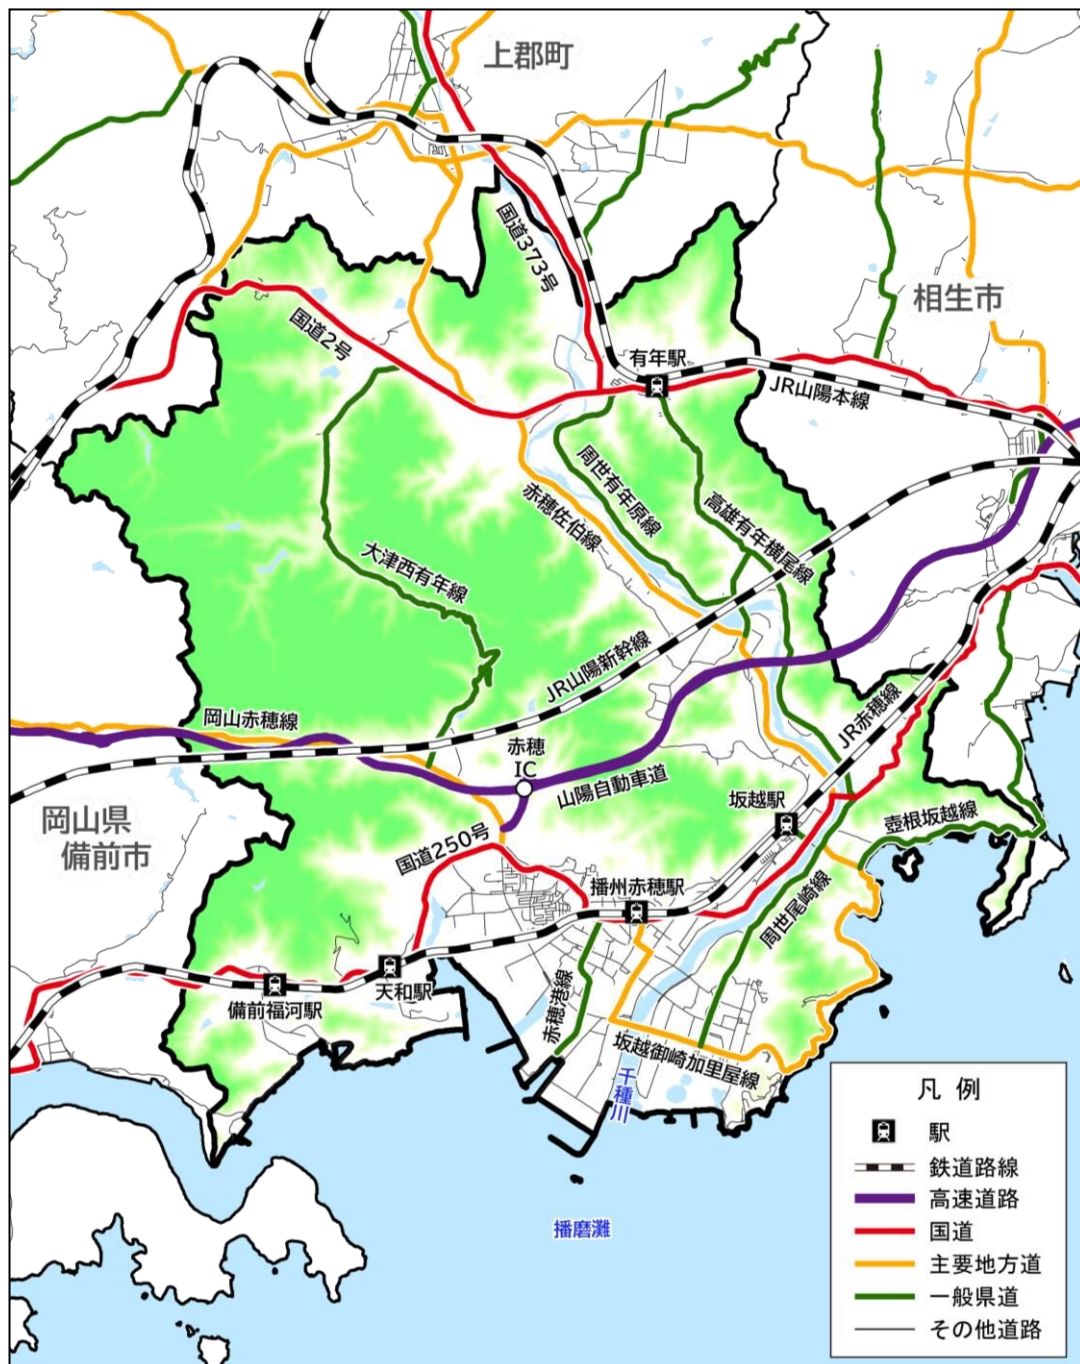 上郡町
国道373号
相生市
国道2号
有年駅
JR山陽本線
周世有年原線
赤穂佐伯線
高雄有年横尾線
大津西有年線
JR山陽新幹線
岡山赤穂線
JR赤穂線
赤穂
IC
山陽自動車道
坂越駅
岡山県
備前市
壺根坂越線
国道250号
播州赤穂駅
周世尾崎線
天和駅
備前福河駅
赤穂港線
坂越御崎加里屋線
千種川
播磨灘
凡 例
駅
鉄道路線
高速道路
国道
主要地方道
一般県道
その他道路